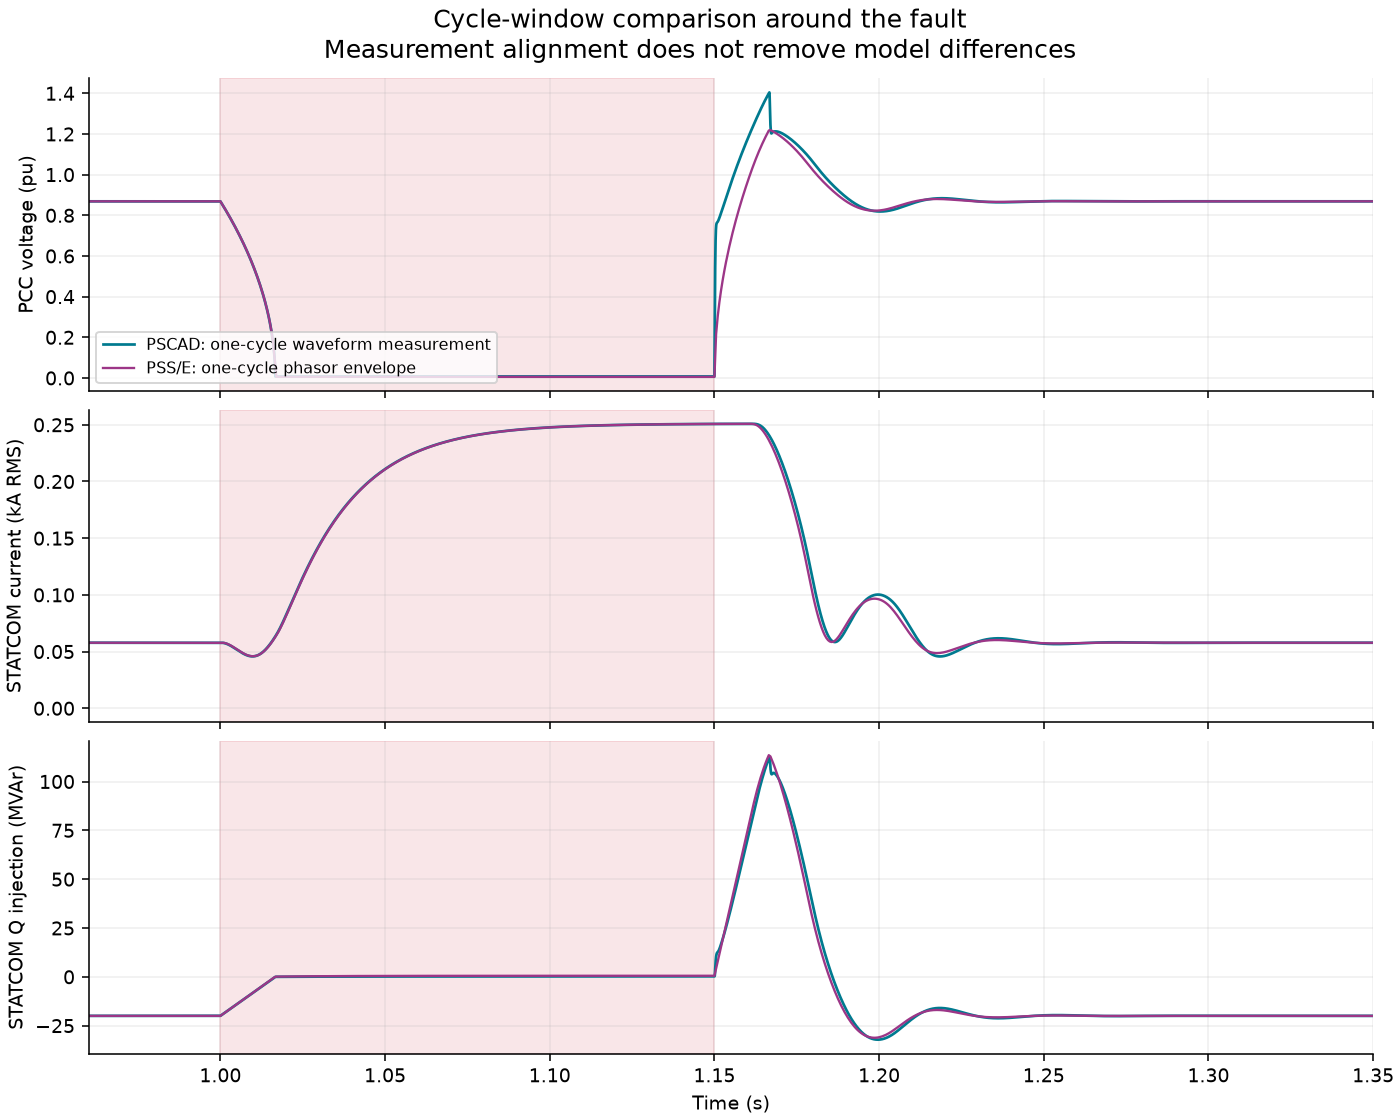 Cycle-window comparison around the fault
Measurement alignment does not remove model differences
PCC voltage (pu)
1.4
1.2
1.0
0.8
0.6
0.4
0.2
0.0
PSCAD: one-cycle waveform measurement
PSS/E: one-cycle phasor envelope
STATCOM current (kA RMS)
0.25
0.20
0.15
0.10
0.05
0.00
STATCOM Q injection (MVAr)
100
75
50
25
0
−25
1.00 1.05 1.10 1.15 1.20 1.25 1.30 1.35
Time (s)